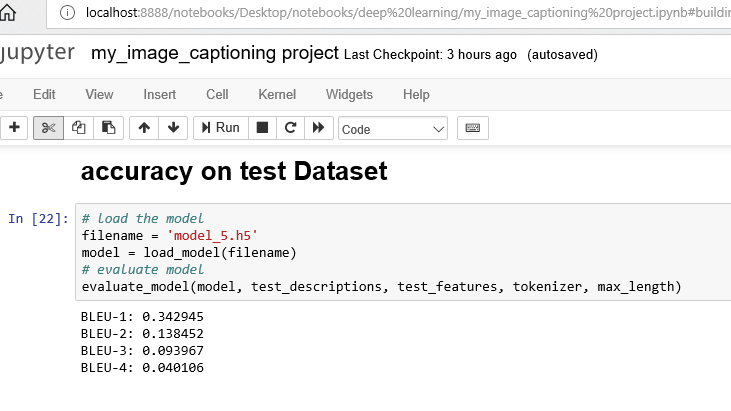 localhost:8888/notebooks/Desktop/notebooks/deep%20learning/my_image_captioning%20project.ipynb#buildin
jupyter my_image_captioning project Last Checkpoint: 3 hours ago (autosaved)
e Edit View Insert Cell Kernel Widgets Help
Run Code
accuracy on test Dataset
In [22]: # load the model
filename = 'model_5.h5'
model = load_model(filename)
# evaluate model
evaluate_model(model, test_descriptions, test_features, tokenizer, max_length)
BLEU-1: 0.342945
BLEU-2: 0.138452
BLEU-3: 0.093967
BLEU-4: 0.040106